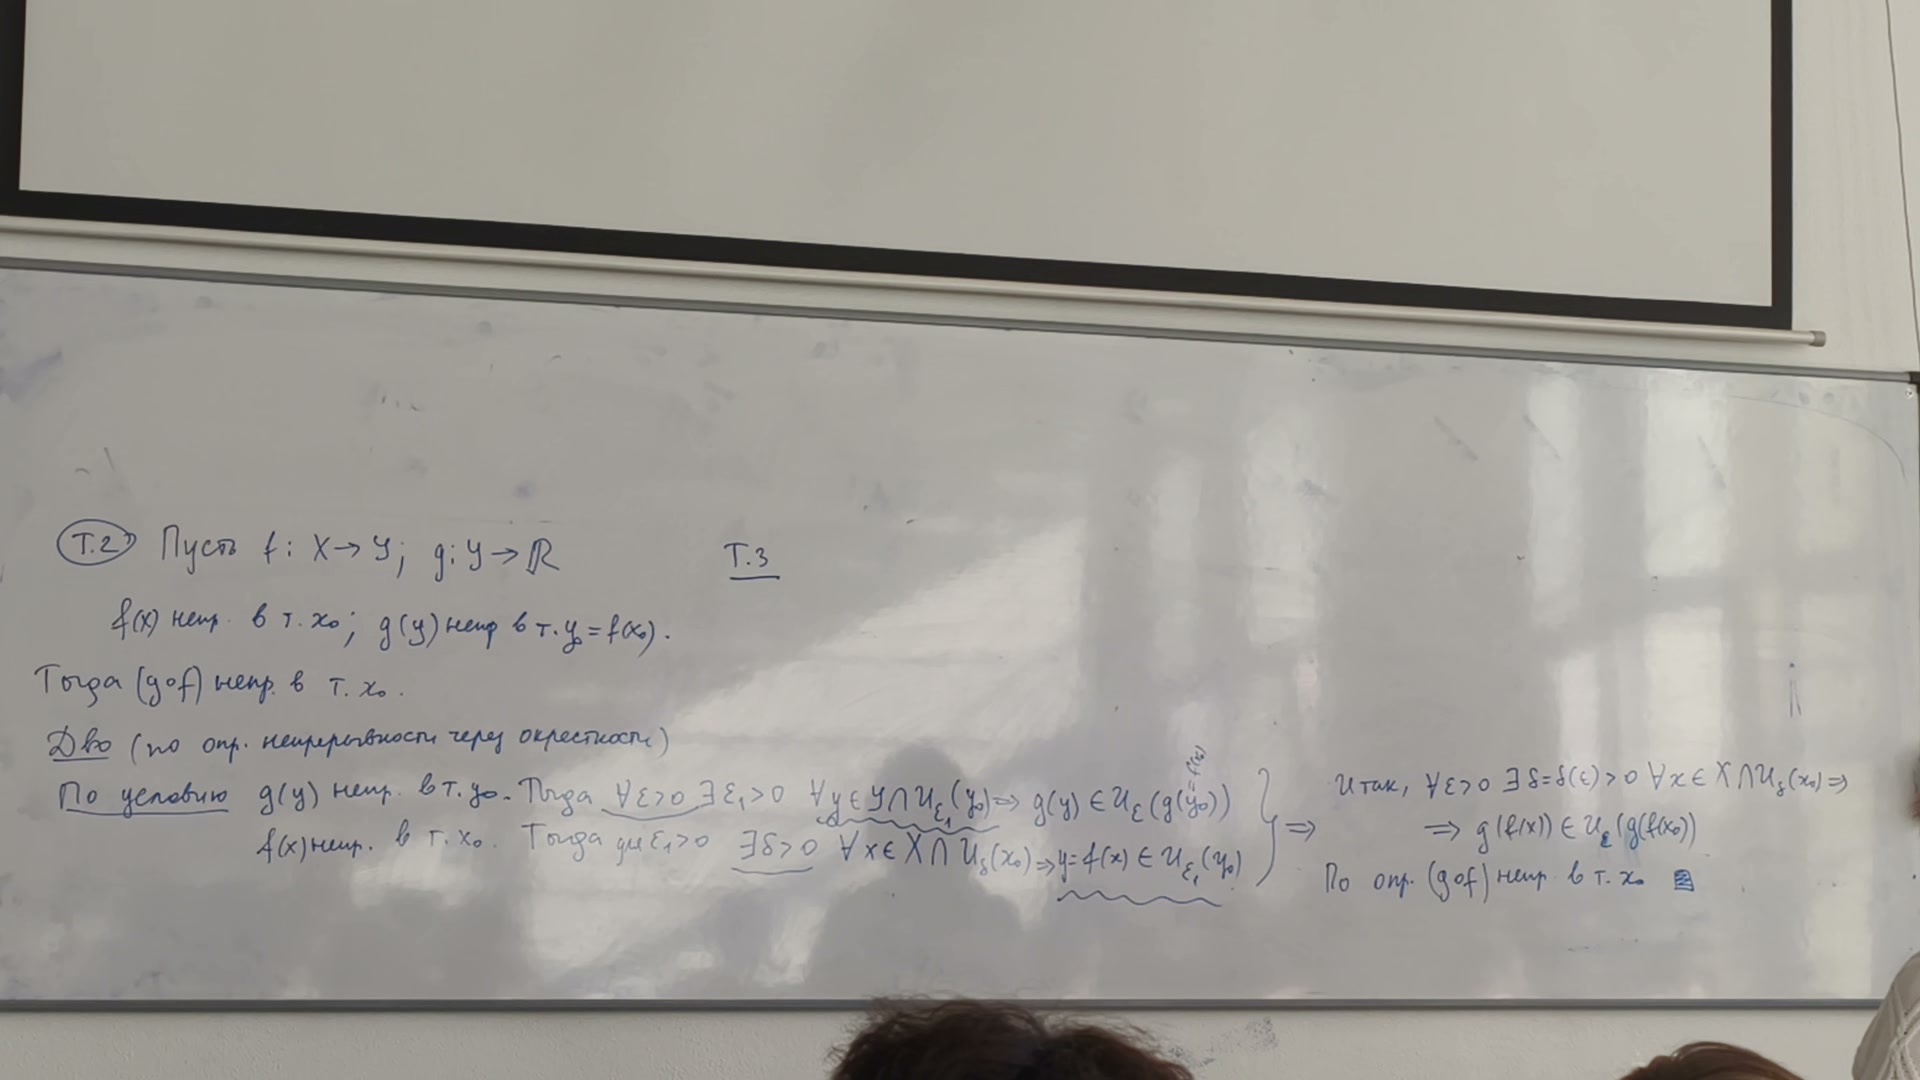 Т.2 Пусть f: X→Y; g: Y→ℝ
f(x) непр. в т. x₀; g(y) непр в т. y₀ = f(x₀).
Тогда (g∘f) непр. в т. x₀.
Д-во (по опр. непрерывности через окрестности)
По условию g(y) непр. в т. y₀. Тогда ∀ε>0 ∃ε₁>0 ∀y∈Y∩U_ε₁(y₀) ⇒ g(y)∈U_ε(g(y₀))
= f(x₀)
f(x) непр. в т. x₀. Тогда для ε₁>0 ∃δ>0 ∀x∈X∩U_δ(x₀) ⇒ y=f(x)∈U_ε₁(y₀)
} ⇒
Итак, ∀ε>0 ∃δ=δ(ε)>0 ∀x∈X∩U_δ(x₀) ⇒
⇒ g(f(x))∈U_ε(g(f(x₀))
По опр. (g∘f) непр. в т. x₀
Т.3